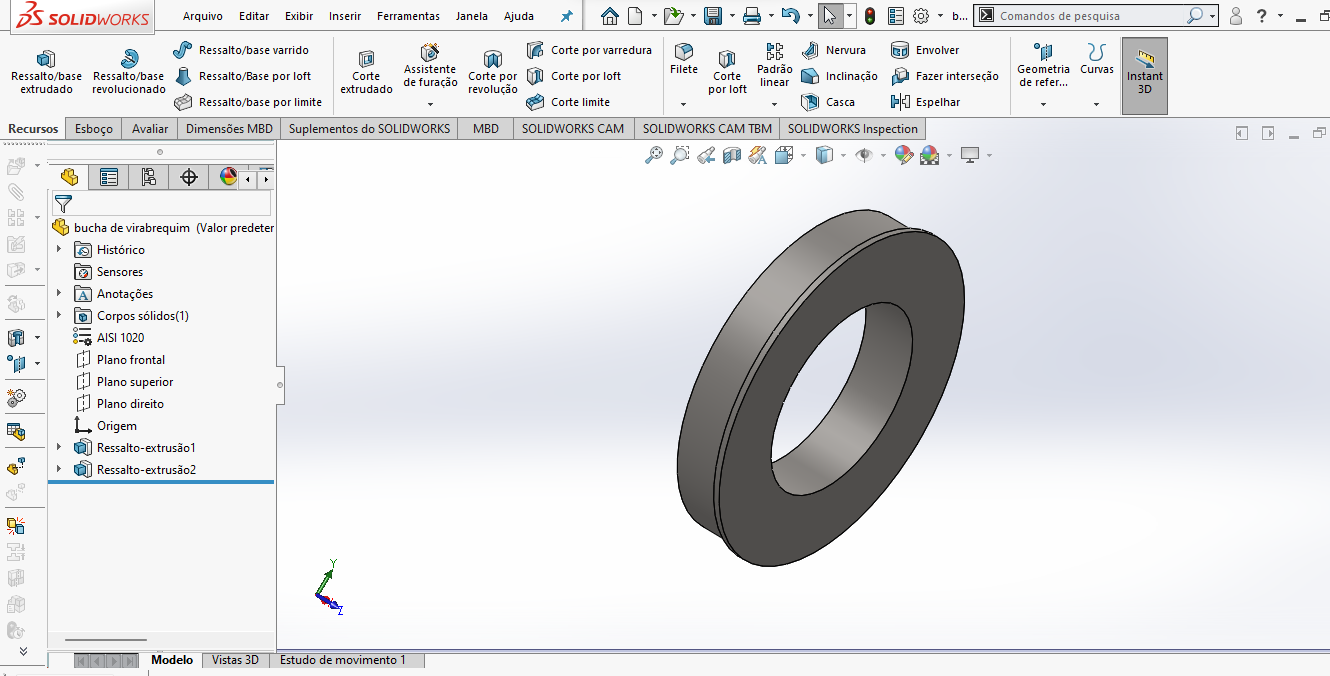 SOLIDWORKS
Arquivo Editar Exibir Inserir Ferramentas Janela Ajuda
b...
Comandos de pesquisa
?
Ressalto/base extrudado
Ressalto/base revolucionado
Ressalto/base varrido
Ressalto/Base por loft
Ressalto/base por limite
Corte extrudado
Assistente de furação
Corte por revolução
Corte por varredura
Corte por loft
Corte limite
Filete
Corte por loft
Padrão linear
Nervura
Inclinação
Casca
Envolver
Fazer interseção
Espelhar
Geometria de refer...
Curvas
Instant 3D
Recursos Esboço Avaliar Dimensões MBD Suplementos do SOLIDWORKS MBD SOLIDWORKS CAM SOLIDWORKS CAM TBM SOLIDWORKS Inspection
bucha de virabrequim (Valor predeter
Histórico
Sensores
Anotações
Corpos sólidos(1)
AISI 1020
Plano frontal
Plano superior
Plano direito
Origem
Ressalto-extrusão1
Ressalto-extrusão2
Y
Z
Modelo Vistas 3D Estudo de movimento 1